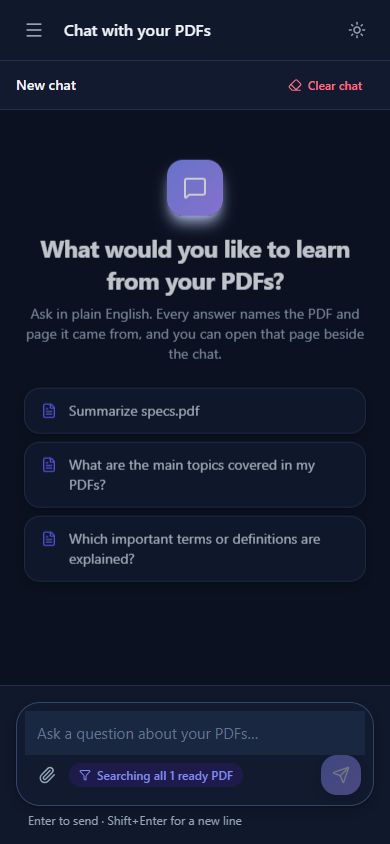 Chat with your PDFs
New chat
Clear chat
What would you like to learn
from your PDFs?
Ask in plain English. Every answer names the PDF and
page it came from, and you can open that page beside
the chat.
Summarize specs.pdf
What are the main topics covered in my
PDFs?
Which important terms or definitions are
explained?
Ask a question about your PDFs...
Searching all 1 ready PDF
Enter to send · Shift+Enter for a new line